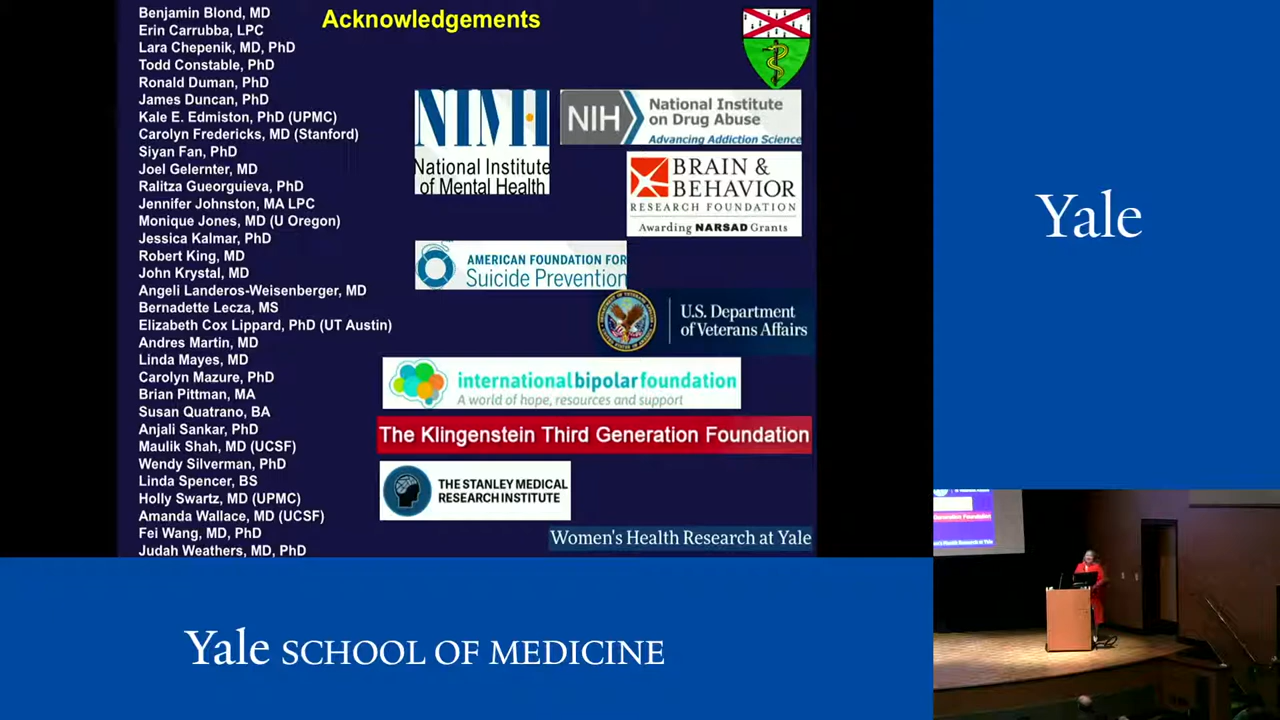 Acknowledgements
Benjamin Blond, MD
Erin Carrubba, LPC
Lara Chepenik, MD, PhD
Todd Constable, PhD
Ronald Duman, PhD
James Duncan, PhD
Kale E. Edmiston, PhD (UPMC)
Carolyn Fredericks, MD (Stanford)
Siyan Fan, PhD
Joel Gelernter, MD
Ralitza Gueorguieva, PhD
Jennifer Johnston, MA LPC
Monique Jones, MD (U Oregon)
Jessica Kalmar, PhD
Robert King, MD
John Krystal, MD
Angeli Landeros-Weisenberger, MD
Bernadette Lecza, MS
Elizabeth Cox Lippard, PhD (UT Austin)
Andres Martin, MD
Linda Mayes, MD
Carolyn Mazure, PhD
Brian Pittman, MA
Susan Quatrano, BA
Anjali Sankar, PhD
Maulik Shah, MD (UCSF)
Wendy Silverman, PhD
Linda Spencer, BS
Holly Swartz, MD (UPMC)
Amanda Wallace, MD (UCSF)
Fei Wang, MD, PhD
Judah Weathers, MD, PhD
NIMH
National Institute
of Mental Health
NIH
National Institute
on Drug Abuse
Advancing Addiction Science
BRAIN &
BEHAVIOR
RESEARCH FOUNDATION
Awarding NARSAD Grants
AMERICAN FOUNDATION FOR
Suicide Prevention
U.S. Department
of Veterans Affairs
internationalbipolarfoundation
A world of hope, resources and support
The Klingenstein Third Generation Foundation
THE STANLEY MEDICAL
RESEARCH INSTITUTE
Women's Health Research at Yale
Yale
Yale SCHOOL OF MEDICINE